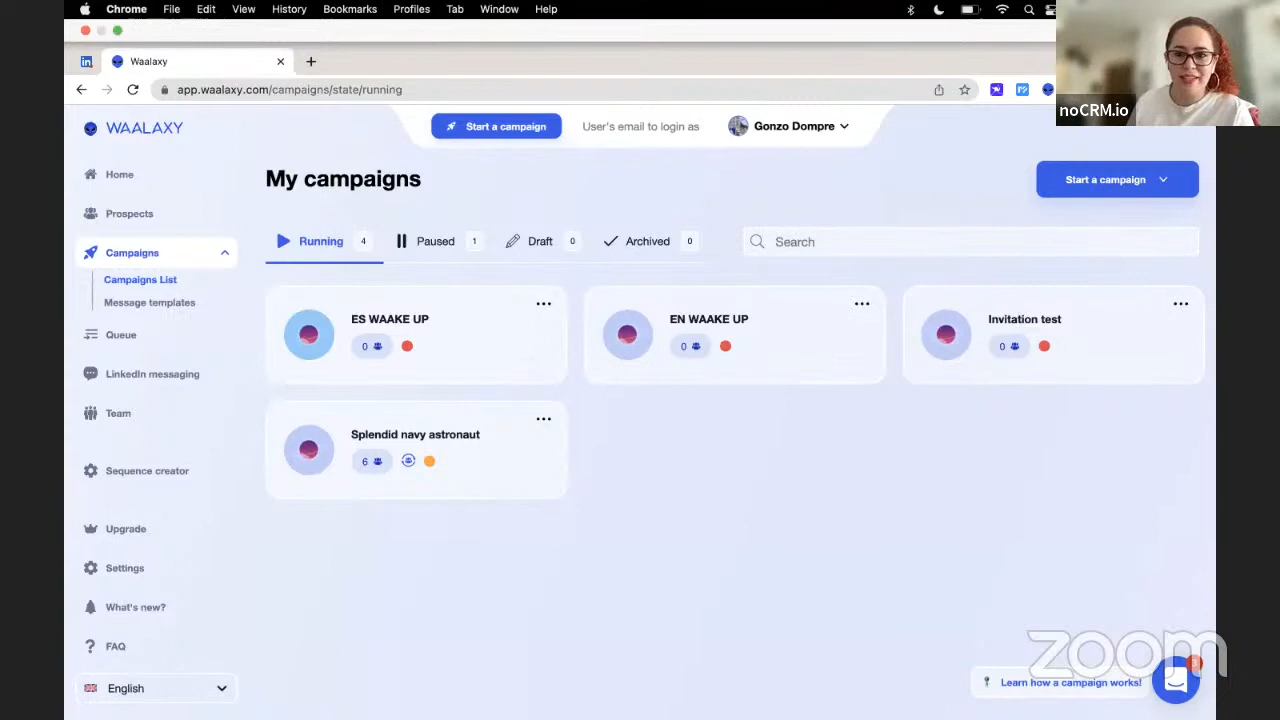 Chrome File Edit View History Bookmarks Profiles Tab Window Help
Waalaxy
app.waalaxy.com/campaigns/state/running
noCRM.io
WAALAXY
Start a campaign
User's email to login as
Gonzo Dompre
Home
Prospects
Campaigns
Campaigns List
Message templates
Queue
LinkedIn messaging
Team
Sequence creator
Upgrade
Settings
What's new?
FAQ
English
My campaigns
Start a campaign
Running 4
Paused 1
Draft 0
Archived 0
Search
ES WAAKE UP
0
EN WAAKE UP
0
Invitation test
0
Splendid navy astronaut
6
zoom
Learn how a campaign works!